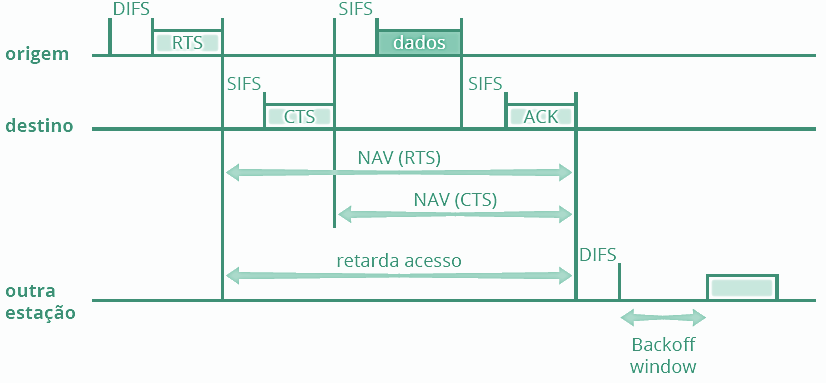 DIFS
SIFS
origem
RTS
dados
SIFS
SIFS
destino
CTS
ACK
NAV (RTS)
NAV (CTS)
retarda acesso
DIFS
outra
estação
Backoff
window